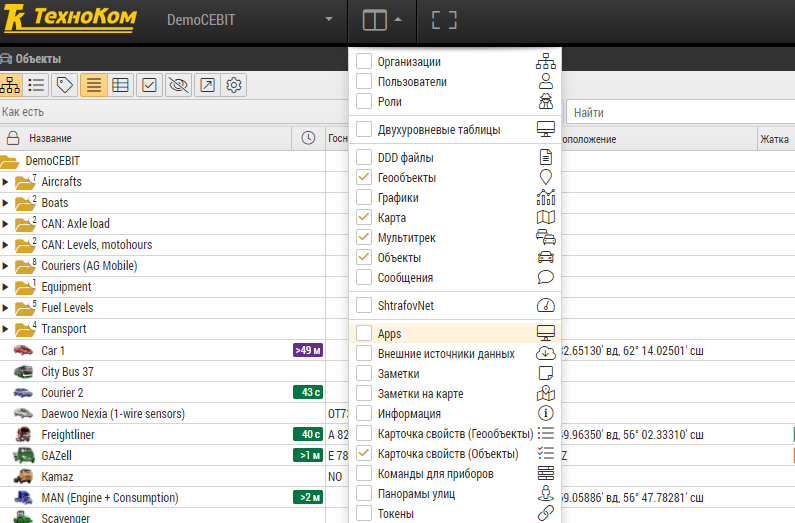 ТехноКом
DemoCEBIT
Объекты
Как есть
Найти
Название
Госн
оположение
Жатка
DemoCEBIT
7 Aircrafts
2 Boats
2 CAN: Axle load
2 CAN: Levels, motohours
8 Couriers (AG Mobile)
1 Equipment
5 Fuel Levels
4 Transport
Car 1 >49 м 2.65130' вд, 62° 14.02501' сш
City Bus 37
Courier 2 43 с
Daewoo Nexia (1-wire sensors) ОТ73
Freightliner 40 с А 82 9.96350' вд, 56° 02.33310' сш
GAZell >1 м Е 78 Z
Kamaz NO
MAN (Engine + Consumption) >2 м 59.05886' вд, 56° 47.78281' сш
Scavenger
Организации
Пользователи
Роли
Двухуровневые таблицы
DDD файлы
Геообъекты
Графики
Карта
Мультитрек
Объекты
Сообщения
ShtrafovNet
Apps
Внешние источники данных
Заметки
Заметки на карте
Информация
Карточка свойств (Геообъекты)
Карточка свойств (Объекты)
Команды для приборов
Панорамы улиц
Токены